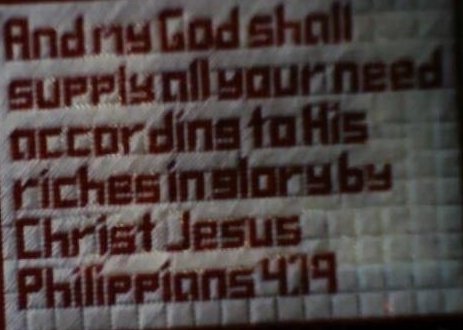 And my God shall
supply all your need
according to His
riches in glory by
Christ Jesus
Philippians 4:19